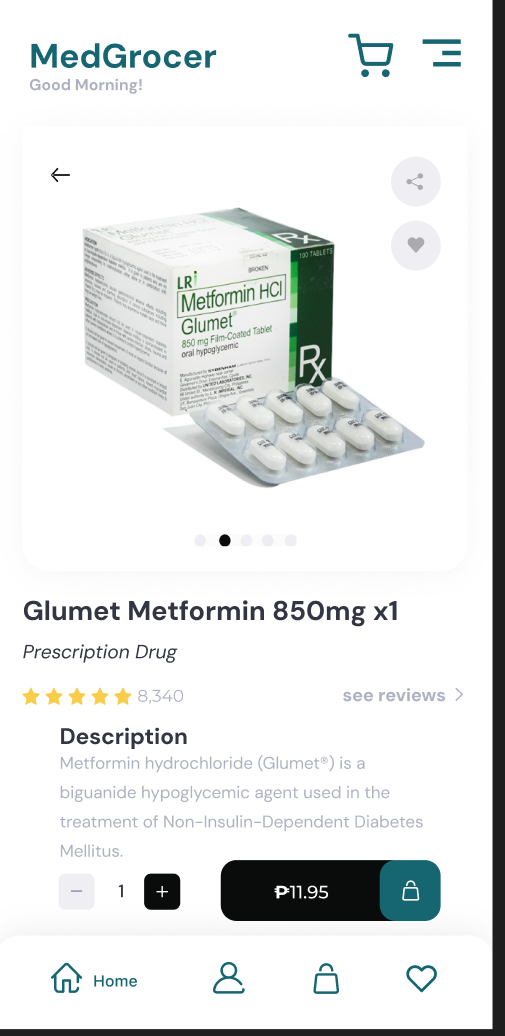 MedGrocer
Good Morning!
Rx
100 TABLETS
BROKEN
LRI
Metformin HCl
Glumet®
850 mg Film-Coated Tablet
oral hypoglycemic
Rx
Glumet Metformin 850mg x1
Prescription Drug
8,340 see reviews
Description
Metformin hydrochloride (Glumet®) is a
biguanide hypoglycemic agent used in the
treatment of Non-Insulin-Dependent Diabetes
Mellitus.
− 1 + ₱11.95
Home